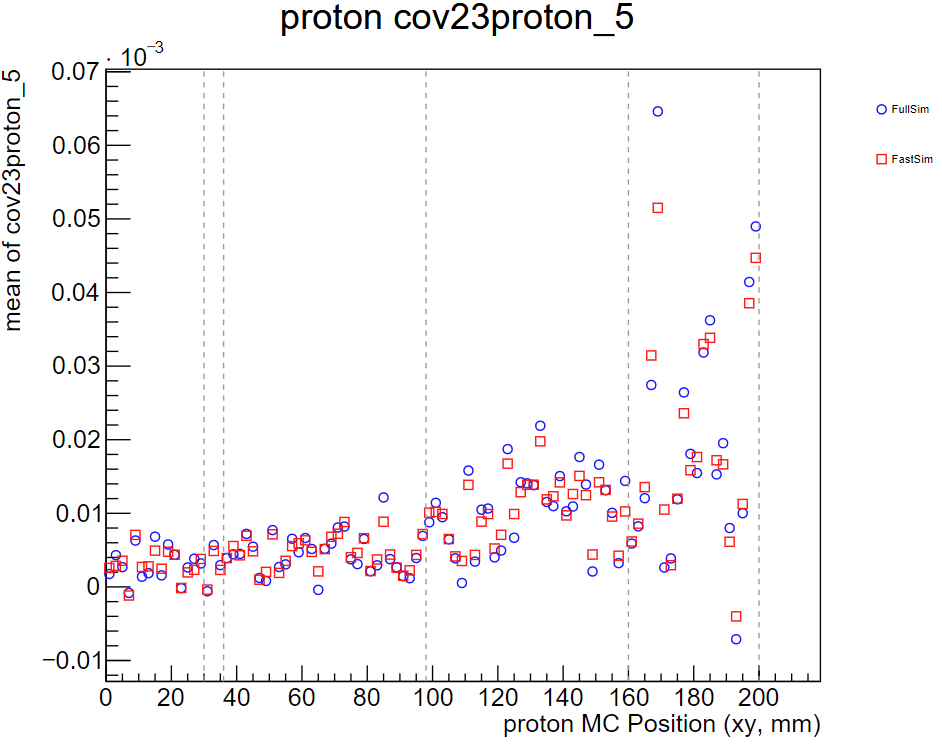 proton cov23proton_5
· 10⁻³
mean of cov23proton_5
0.07
0.06
0.05
0.04
0.03
0.02
0.01
0
−0.01
0 20 40 60 80 100 120 140 160 180 200
proton MC Position (xy, mm)
FullSim
FastSim